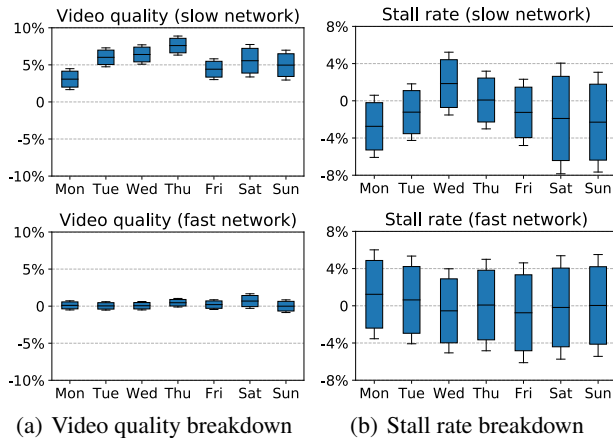 Video quality (slow network)
10%
5%
0
-5%
-10%
Mon Tue Wed Thu Fri Sat Sun
Stall rate (slow network)
8%
4%
0
-4%
-8%
Mon Tue Wed Thu Fri Sat Sun
Video quality (fast network)
10%
5%
0
-5%
-10%
Mon Tue Wed Thu Fri Sat Sun
Stall rate (fast network)
8%
4%
0
-4%
-8%
Mon Tue Wed Thu Fri Sat Sun
(a) Video quality breakdown
(b) Stall rate breakdown